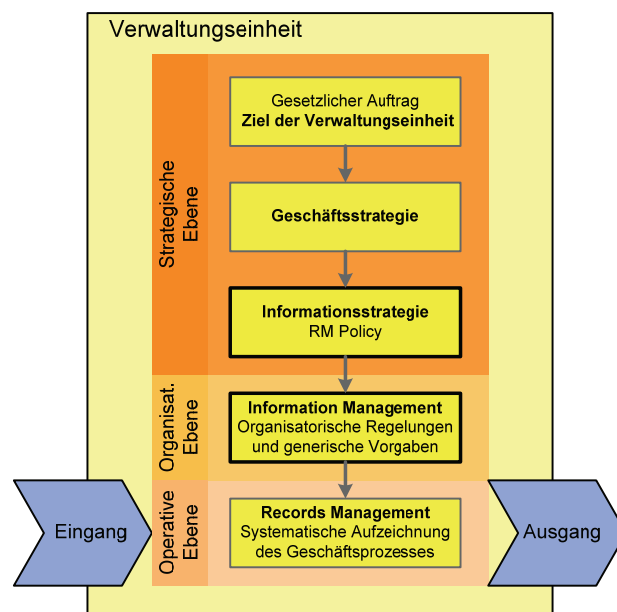 Verwaltungseinheit
Strategische
Ebene
Gesetzlicher Auftrag
Ziel der Verwaltungseinheit
Geschäftsstrategie
Informationsstrategie
RM Policy
Organisat.
Ebene
Information Management
Organisatorische Regelungen
und generische Vorgaben
Eingang
Operative
Ebene
Records Management
Systematische Aufzeichnung
des Geschäftsprozesses
Ausgang